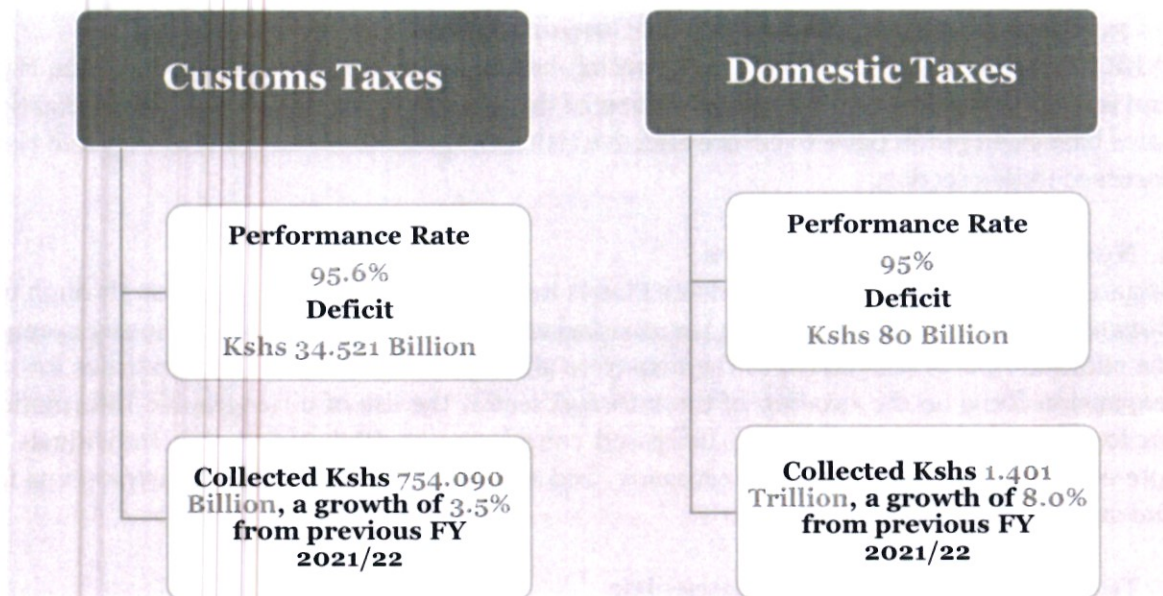 Customs Taxes
Performance Rate
95.6%
Deficit
Kshs 34.521 Billion
Collected Kshs 754.090
Billion, a growth of 3.5%
from previous FY
2021/22
Domestic Taxes
Performance Rate
95%
Deficit
Kshs 80 Billion
Collected Kshs 1.401
Trillion, a growth of 8.0%
from previous FY
2021/22